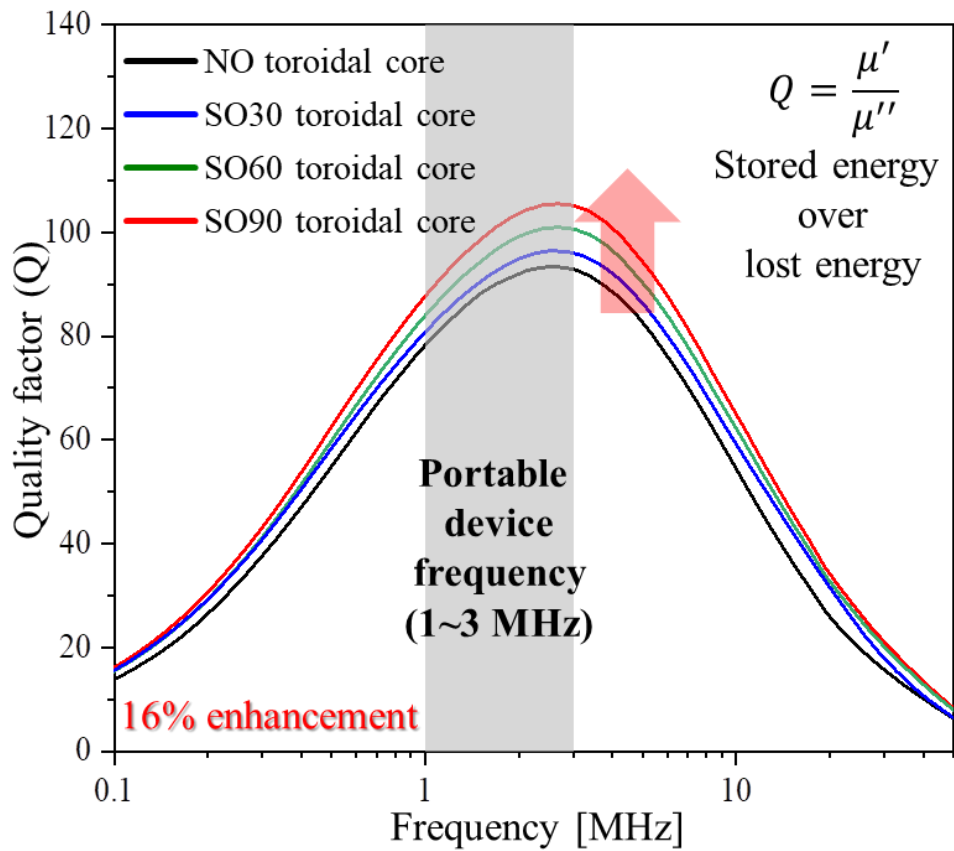 140
120
100
80
60
40
20
0
Quality factor (Q)
NO toroidal core
SO30 toroidal core
SO60 toroidal core
SO90 toroidal core
Q = μ′/μ′′
Stored energy
over
lost energy
Portable
device
frequency
(1~3 MHz)
16% enhancement
0.1 1 10
Frequency [MHz]